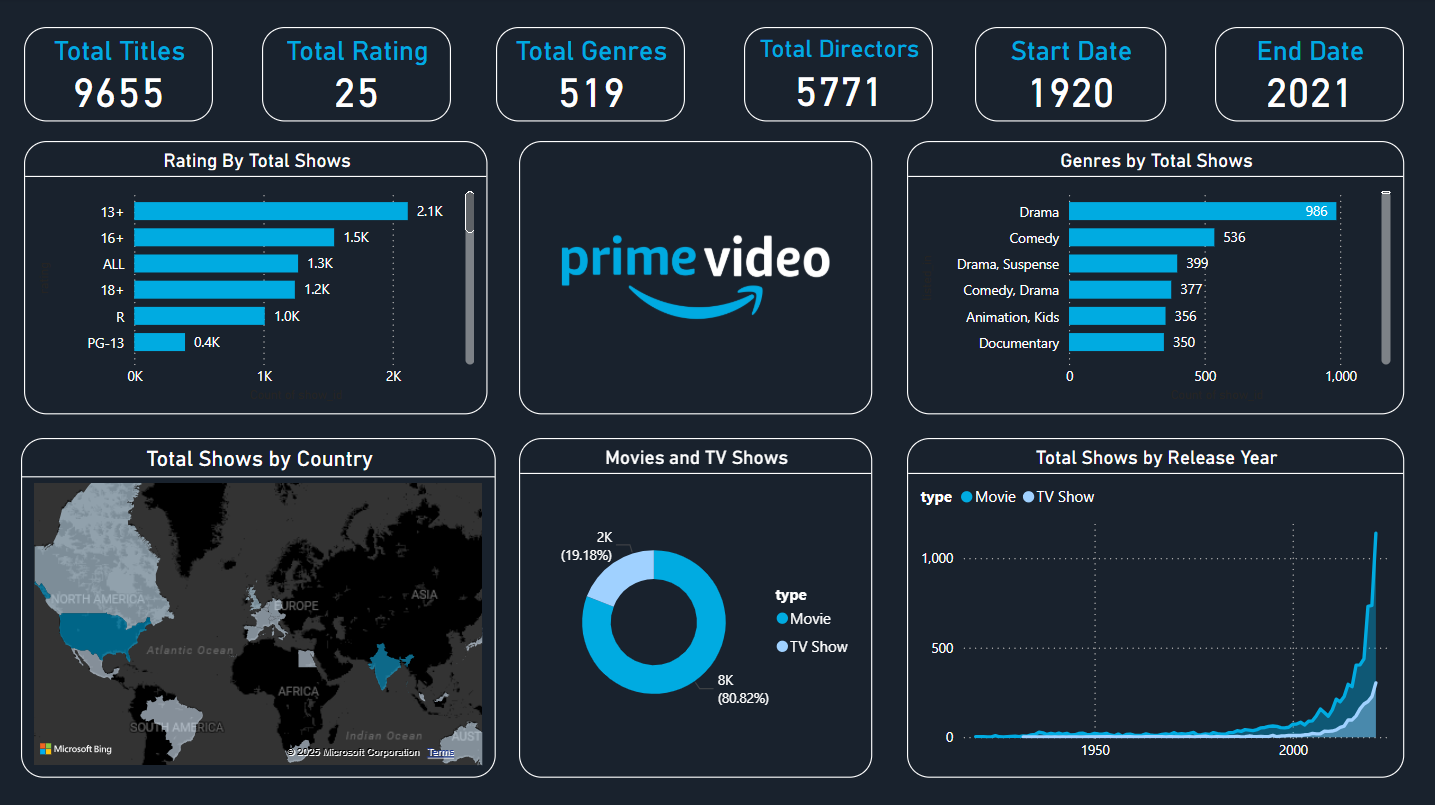 Total Titles
9655
Total Rating
25
Total Genres
519
Total Directors
5771
Start Date
1920
End Date
2021
Rating By Total Shows
13+ 2.1K
16+ 1.5K
ALL 1.3K
18+ 1.2K
R 1.0K
PG-13 0.4K
0K 1K 2K
prime video
Genres by Total Shows
Drama 986
Comedy 536
Drama, Suspense 399
Comedy, Drama 377
Animation, Kids 356
Documentary 350
0 500 1,000
Total Shows by Country
NORTH AMERICA
EUROPE
ASIA
Atlantic Ocean
AFRICA
SOUTH AMERICA
Indian Ocean
AUST
Microsoft Bing
© 2025 Microsoft Corporation Terms
Movies and TV Shows
2K
(19.18%)
8K
(80.82%)
type
Movie
TV Show
Total Shows by Release Year
type Movie TV Show
1,000
500
0
1950 2000